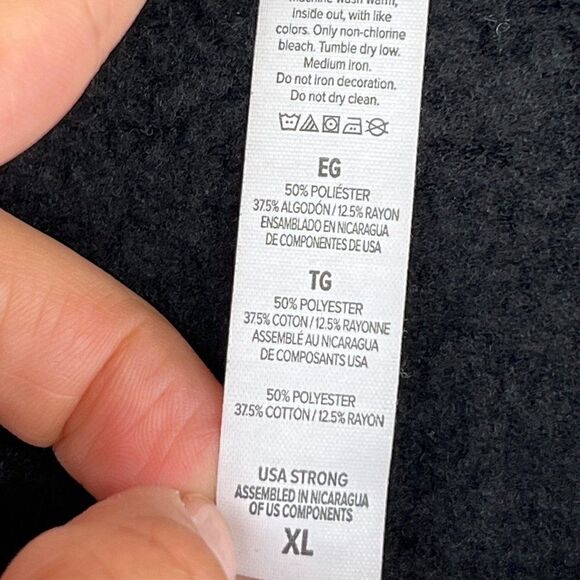 Machine wash warm,
inside out, with like
colors. Only non-chlorine
bleach. Tumble dry low.
Medium iron.
Do not iron decoration.
Do not dry clean.
EG
50% POLIÉSTER
37.5% ALGODÓN / 12.5% RAYON
ENSAMBLADO EN NICARAGUA
DE COMPONENTES DE USA
TG
50% POLYESTER
37.5% COTON / 12.5% RAYONNE
ASSEMBLÉ AU NICARAGUA
DE COMPOSANTS USA
50% POLYESTER
37.5% COTTON / 12.5% RAYON
USA STRONG
ASSEMBLED IN NICARAGUA
OF US COMPONENTS
XL